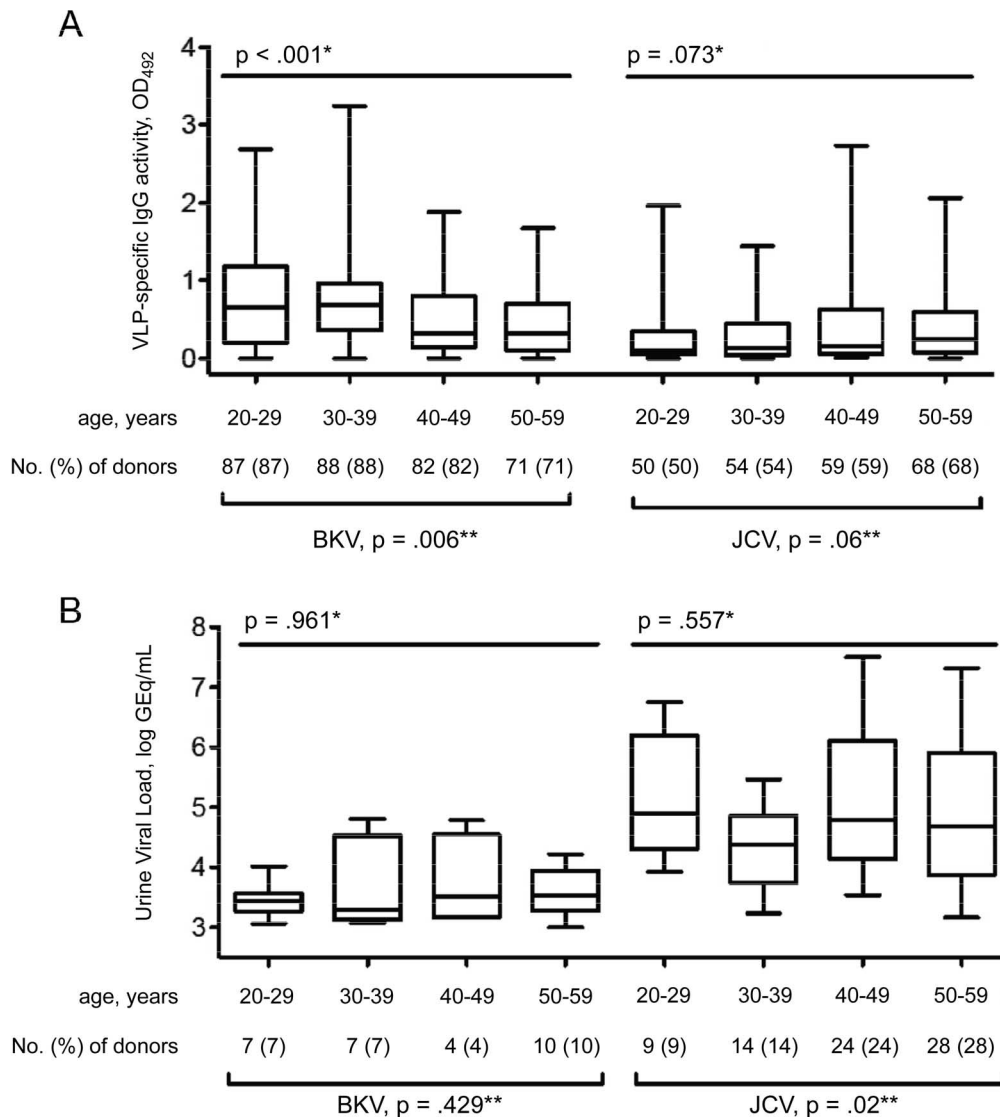 A
VLP-specific IgG activity, OD492
4
3
2
1
0
p < .001*
p = .073*
age, years 20-29 30-39 40-49 50-59 20-29 30-39 40-49 50-59
No. (%) of donors 87 (87) 88 (88) 82 (82) 71 (71) 50 (50) 54 (54) 59 (59) 68 (68)
BKV, p = .006** JCV, p = .06**
B
Urine Viral Load, log GEq/mL
8
7
6
5
4
3
p = .961*
p = .557*
age, years 20-29 30-39 40-49 50-59 20-29 30-39 40-49 50-59
No. (%) of donors 7 (7) 7 (7) 4 (4) 10 (10) 9 (9) 14 (14) 24 (24) 28 (28)
BKV, p = .429** JCV, p = .02**